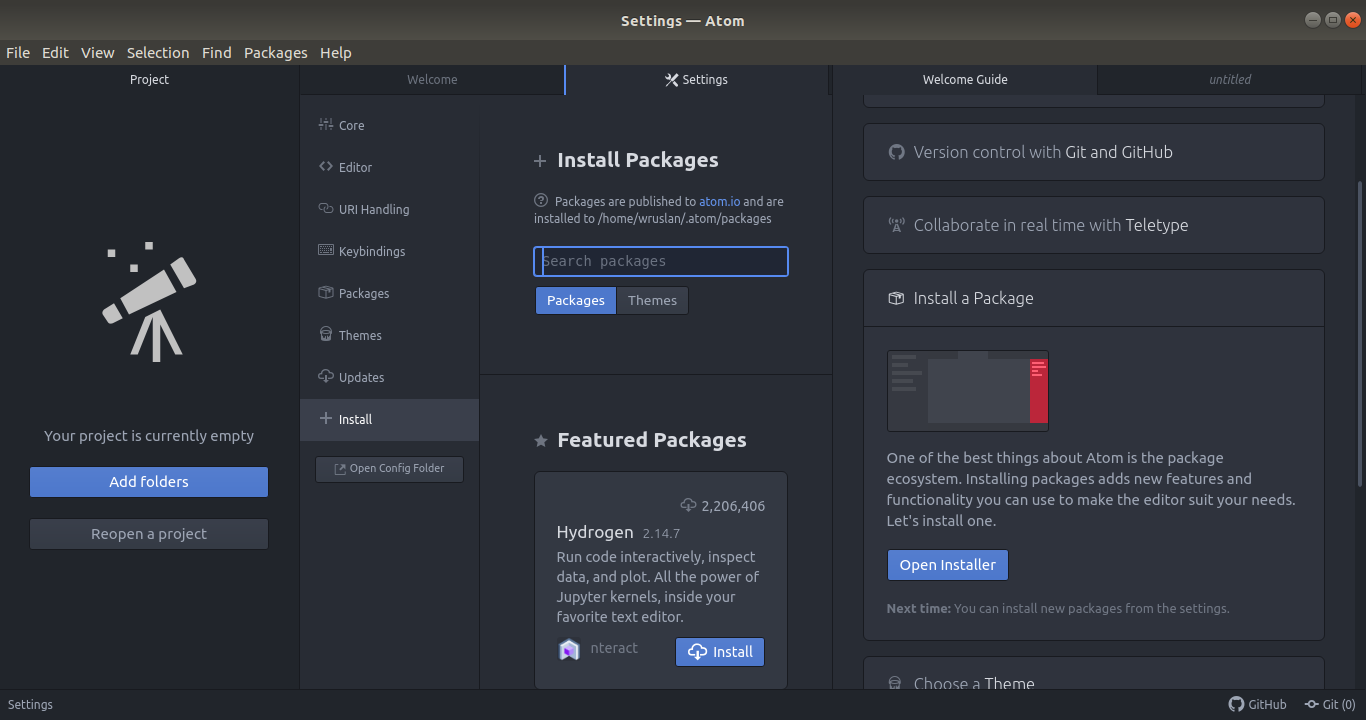 Settings — Atom
File Edit View Selection Find Packages Help
Project
Your project is currently empty
Add folders
Reopen a project
Welcome
Settings
Core
Editor
URI Handling
Keybindings
Packages
Themes
Updates
Install
Open Config Folder
Install Packages
Packages are published to atom.io and are
installed to /home/wruslan/.atom/packages
Search packages
Packages Themes
Featured Packages
2,206,406
Hydrogen 2.14.7
Run code interactively, inspect
data, and plot. All the power of
Jupyter kernels, inside your
favorite text editor.
nteract
Install
Welcome Guide
untitled
Version control with Git and GitHub
Collaborate in real time with Teletype
Install a Package
One of the best things about Atom is the package
ecosystem. Installing packages adds new features and
functionality you can use to make the editor suit your needs.
Let's install one.
Open Installer
Next time: You can install new packages from the settings.
Choose a Theme
Settings
GitHub
Git (0)